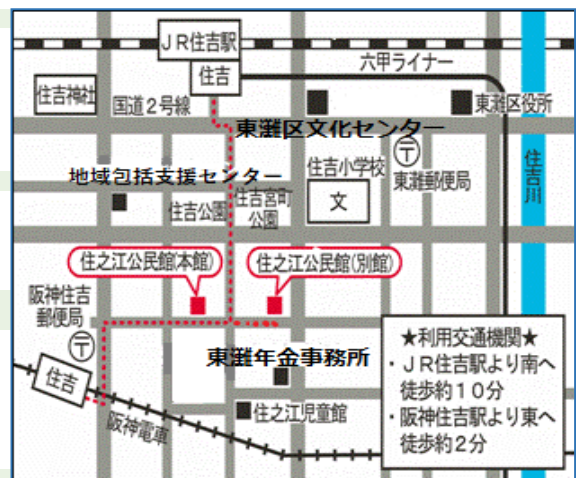 JR住吉駅
住吉
六甲ライナー
住吉神社
国道2号線
東灘区役所
東灘区文化センター
住吉小学校
東灘郵便局
住吉川
地域包括支援センター
文
住吉公園
住吉宮町
公園
住之江公民館(本館)
住之江公民館(別館)
阪神住吉
郵便局
東灘年金事務所
住吉
阪神電車
住之江児童館
★利用交通機関★
・JR住吉駅より南へ
徒歩約10分
・阪神住吉駅より東へ
徒歩約2分